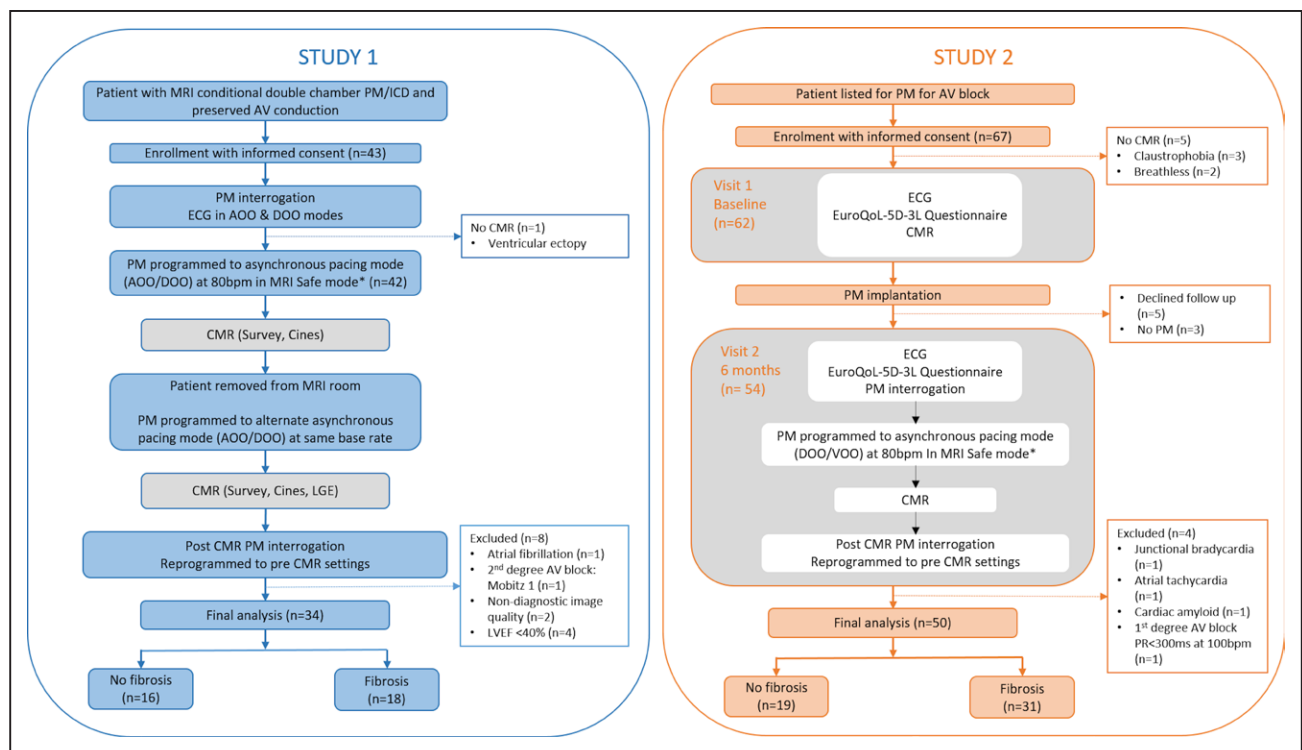 STUDY 1
Patient with MRI conditional double chamber PM/ICD and
preserved AV conduction
Enrollment with informed consent (n=43)
PM interrogation
ECG in AOO & DOO modes
No CMR (n=1)
• Ventricular ectopy
PM programmed to asynchronous pacing mode
(AOO/DOO) at 80bpm in MRI Safe mode* (n=42)
CMR (Survey, Cines)
Patient removed from MRI room
PM programmed to alternate asynchronous
pacing mode (AOO/DOO) at same base rate
CMR (Survey, Cines, LGE)
Post CMR PM interrogation
Reprogrammed to pre CMR settings
Excluded (n=8)
• Atrial fibrillation (n=1)
• 2nd degree AV block:
Mobitz 1 (n=1)
• Non-diagnostic image
quality (n=2)
• LVEF <40% (n=4)
Final analysis (n=34)
No fibrosis
(n=16)
Fibrosis
(n=18)
STUDY 2
Patient listed for PM for AV block
Enrolment with informed consent (n=67)
No CMR (n=5)
• Claustrophobia (n=3)
• Breathless (n=2)
Visit 1
Baseline
(n=62)
ECG
EuroQoL-5D-3L Questionnaire
CMR
PM implantation
• Declined follow up
(n=5)
• No PM (n=3)
Visit 2
6 months
(n= 54)
ECG
EuroQoL-5D-3L Questionnaire
PM interrogation
PM programmed to asynchronous pacing mode
(DOO/VOO) at 80bpm In MRI Safe mode*
CMR
Post CMR PM interrogation
Reprogrammed to pre CMR settings
Excluded (n=4)
• Junctional bradycardia
(n=1)
• Atrial tachycardia
(n=1)
• Cardiac amyloid (n=1)
• 1st degree AV block
PR<300ms at 100bpm
(n=1)
Final analysis (n=50)
No fibrosis
(n=19)
Fibrosis
(n=31)